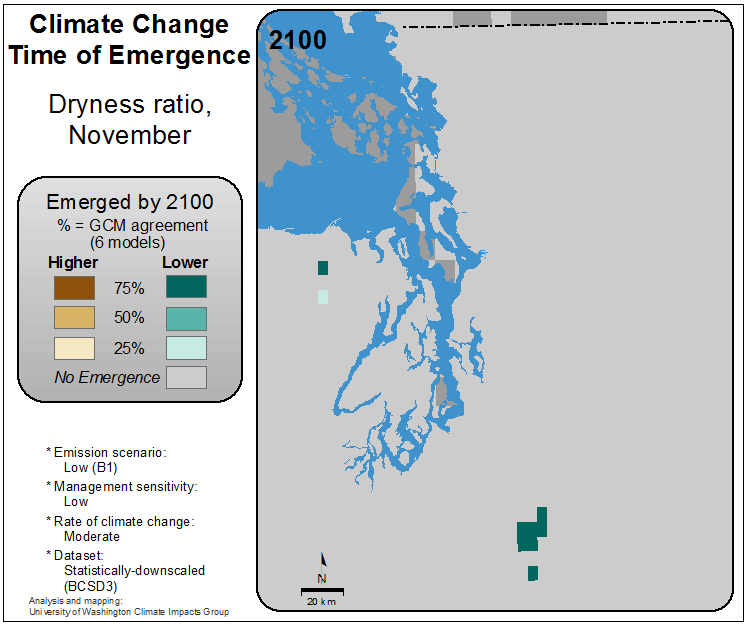 Climate Change
Time of Emergence
Dryness ratio,
November
Emerged by 2100
% = GCM agreement
(6 models)
Higher Lower
75%
50%
25%
No Emergence
* Emission scenario:
Low (B1)
* Management sensitivity:
Low
* Rate of climate change:
Moderate
* Dataset:
Statistically-downscaled
(BCSD3)
Analysis and mapping:
University of Washington Climate Impacts Group
2100
N
20 km